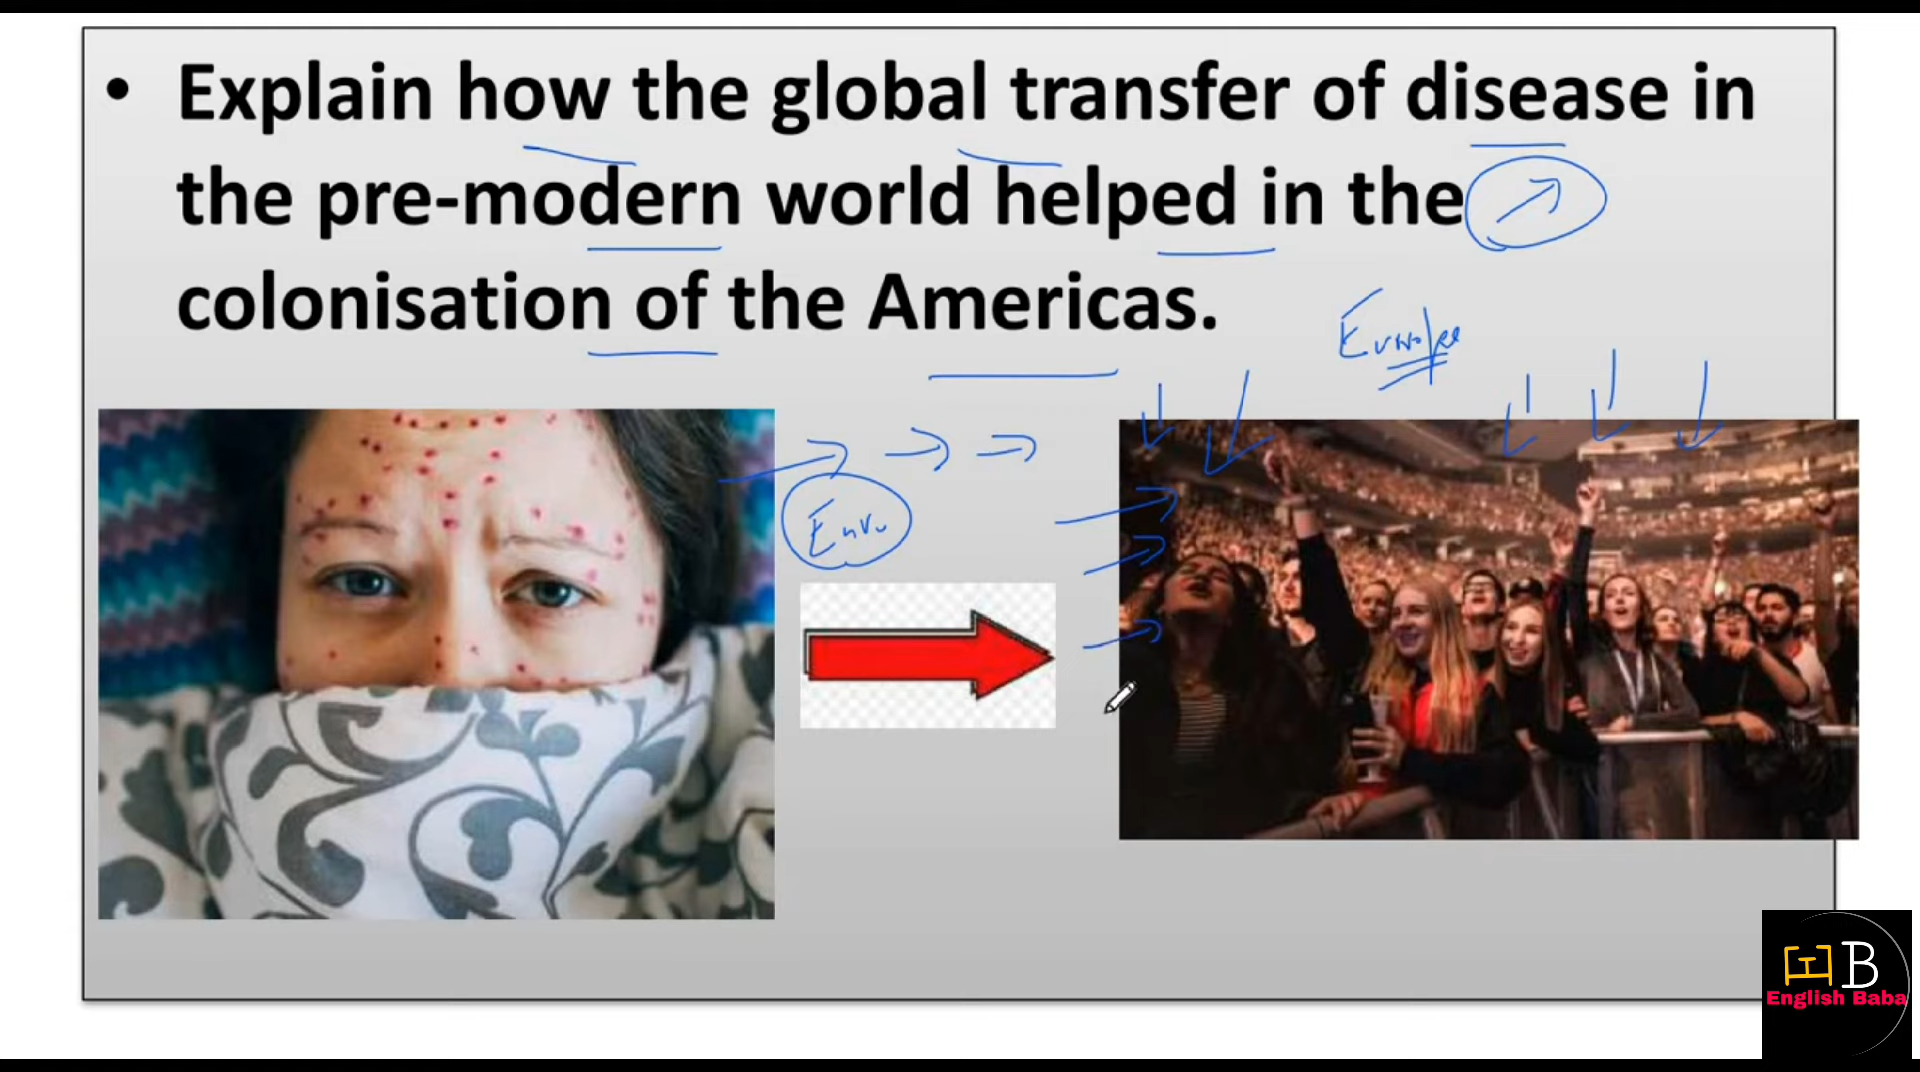 • Explain how the global transfer of disease in
the pre-modern world helped in the
colonisation of the Americas.
Europe
B
English Baba